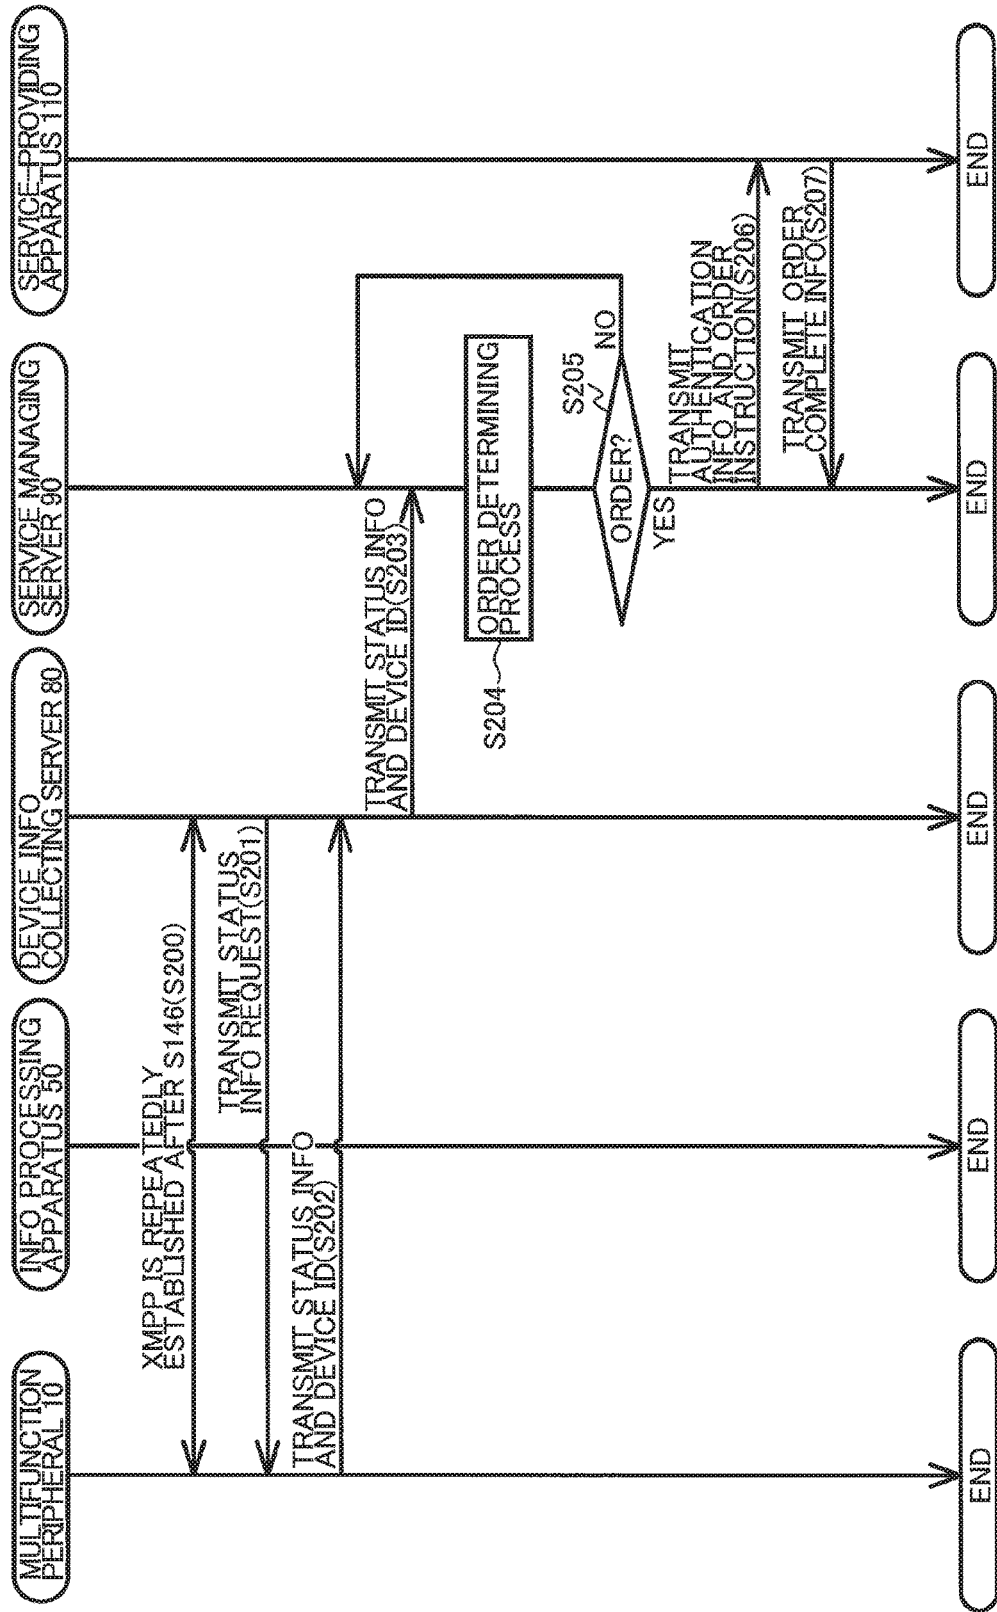 MULTIFUNCTION
PERIPHERAL 10
INFO PROCESSING
APPARATUS 50
DEVICE INFO
COLLECTING SERVER 80
SERVICE MANAGING
SERVER 90
SERVICE-PROVIDING
APPARATUS 110
XMPP IS REPEATEDLY
ESTABLISHED AFTER S146(S200)
TRANSMIT STATUS
INFO REQUEST(S201)
TRANSMIT STATUS INFO
AND DEVICE ID(S202)
TRANSMIT STATUS INFO
AND DEVICE ID(S203)
S204
ORDER DETERMINING
PROCESS
S205
ORDER?
NO
YES
TRANSMIT
AUTHENTICATION
INFO AND ORDER
INSTRUCTION(S206)
TRANSMIT ORDER
COMPLETE INFO(S207)
END
END
END
END
END